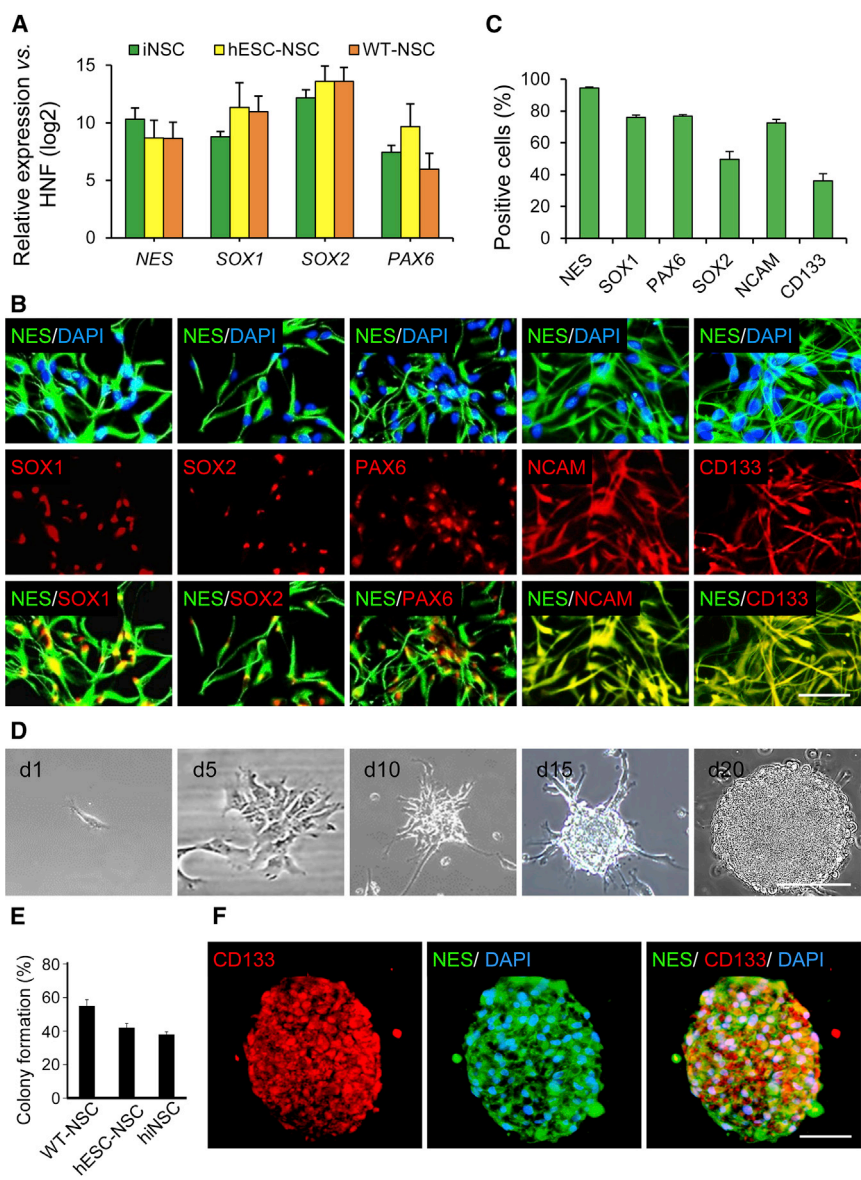 A
iNSC hESC-NSC WT-NSC
Relative expression vs.
HNF (log2)
15
10
5
0
NES SOX1 SOX2 PAX6
C
Positive cells (%)
100
80
60
40
20
0
NES SOX1 PAX6 SOX2 NCAM CD133
B
NES/DAPI NES/DAPI NES/DAPI NES/DAPI NES/DAPI
SOX1 SOX2 PAX6 NCAM CD133
NES/SOX1 NES/SOX2 NES/PAX6 NES/NCAM NES/CD133
D
d1 d5 d10 d15 d20
E
Colony formation (%)
80
60
40
20
0
WT-NSC hESC-NSC hiNSC
F
CD133 NES/ DAPI NES/ CD133/ DAPI